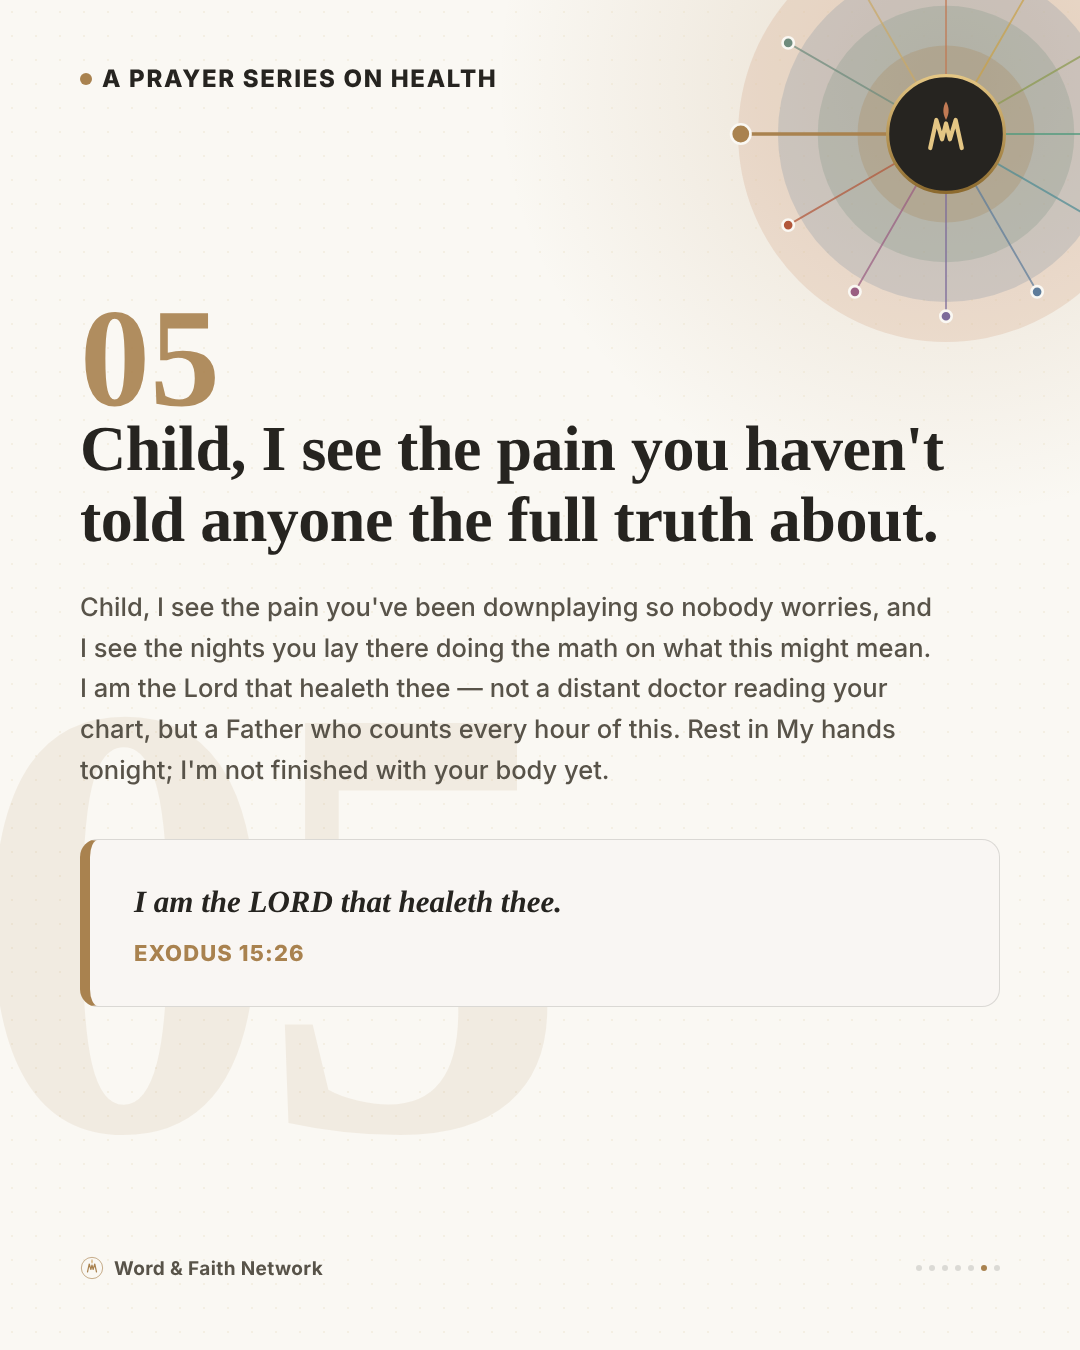 A PRAYER SERIES ON HEALTH
05
Child, I see the pain you haven't
told anyone the full truth about.
Child, I see the pain you've been downplaying so nobody worries, and
I see the nights you lay there doing the math on what this might mean.
I am the Lord that healeth thee — not a distant doctor reading your
chart, but a Father who counts every hour of this. Rest in My hands
tonight; I'm not finished with your body yet.
05
I am the LORD that healeth thee.
EXODUS 15:26
Word & Faith Network